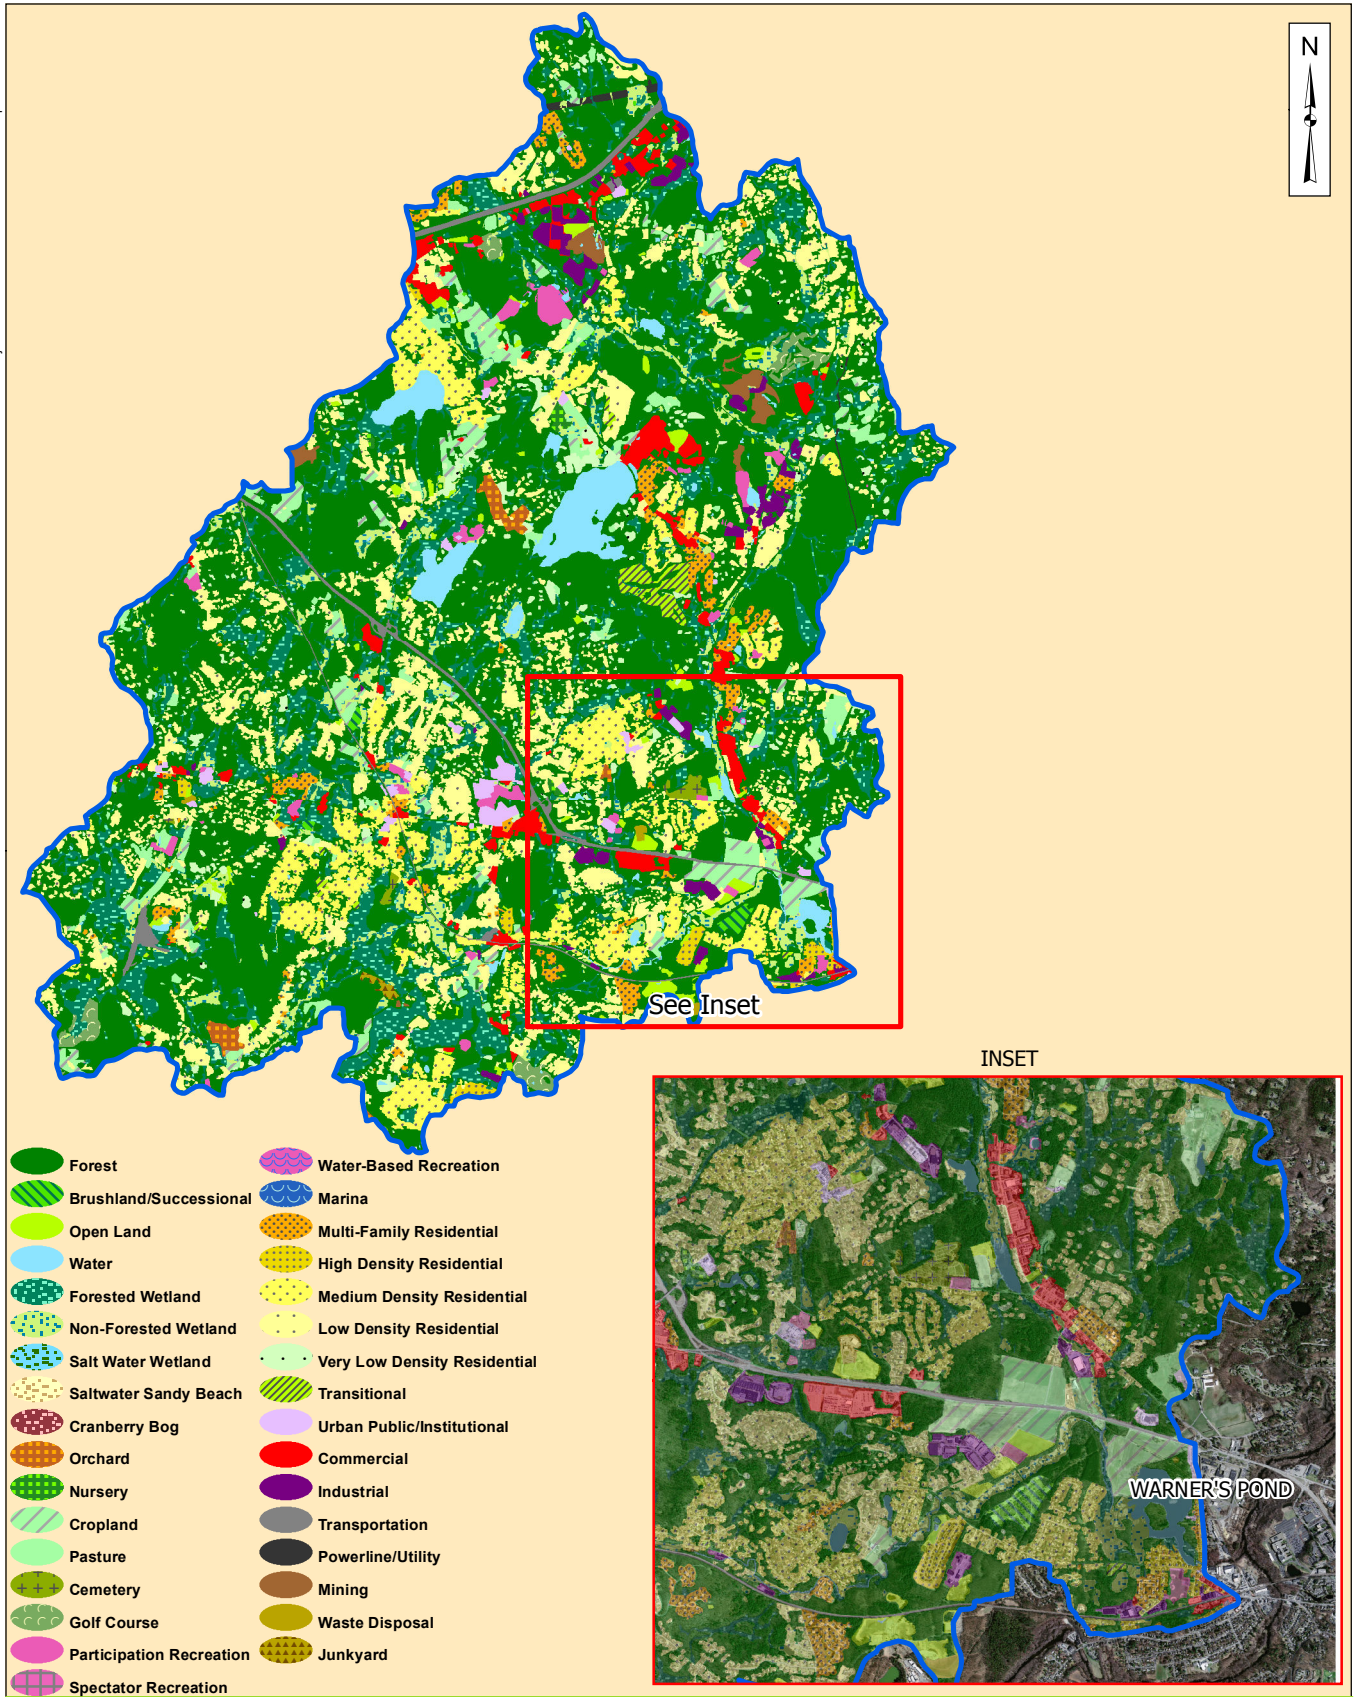 N
See Inset
INSET
WARNER'S POND
Forest
Brushland/Successional
Open Land
Water
Forested Wetland
Non-Forested Wetland
Salt Water Wetland
Saltwater Sandy Beach
Cranberry Bog
Orchard
Nursery
Cropland
Pasture
Cemetery
Golf Course
Participation Recreation
Spectator Recreation
Water-Based Recreation
Marina
Multi-Family Residential
High Density Residential
Medium Density Residential
Low Density Residential
Very Low Density Residential
Transitional
Urban Public/Institutional
Commercial
Industrial
Transportation
Powerline/Utility
Mining
Waste Disposal
Junkyard